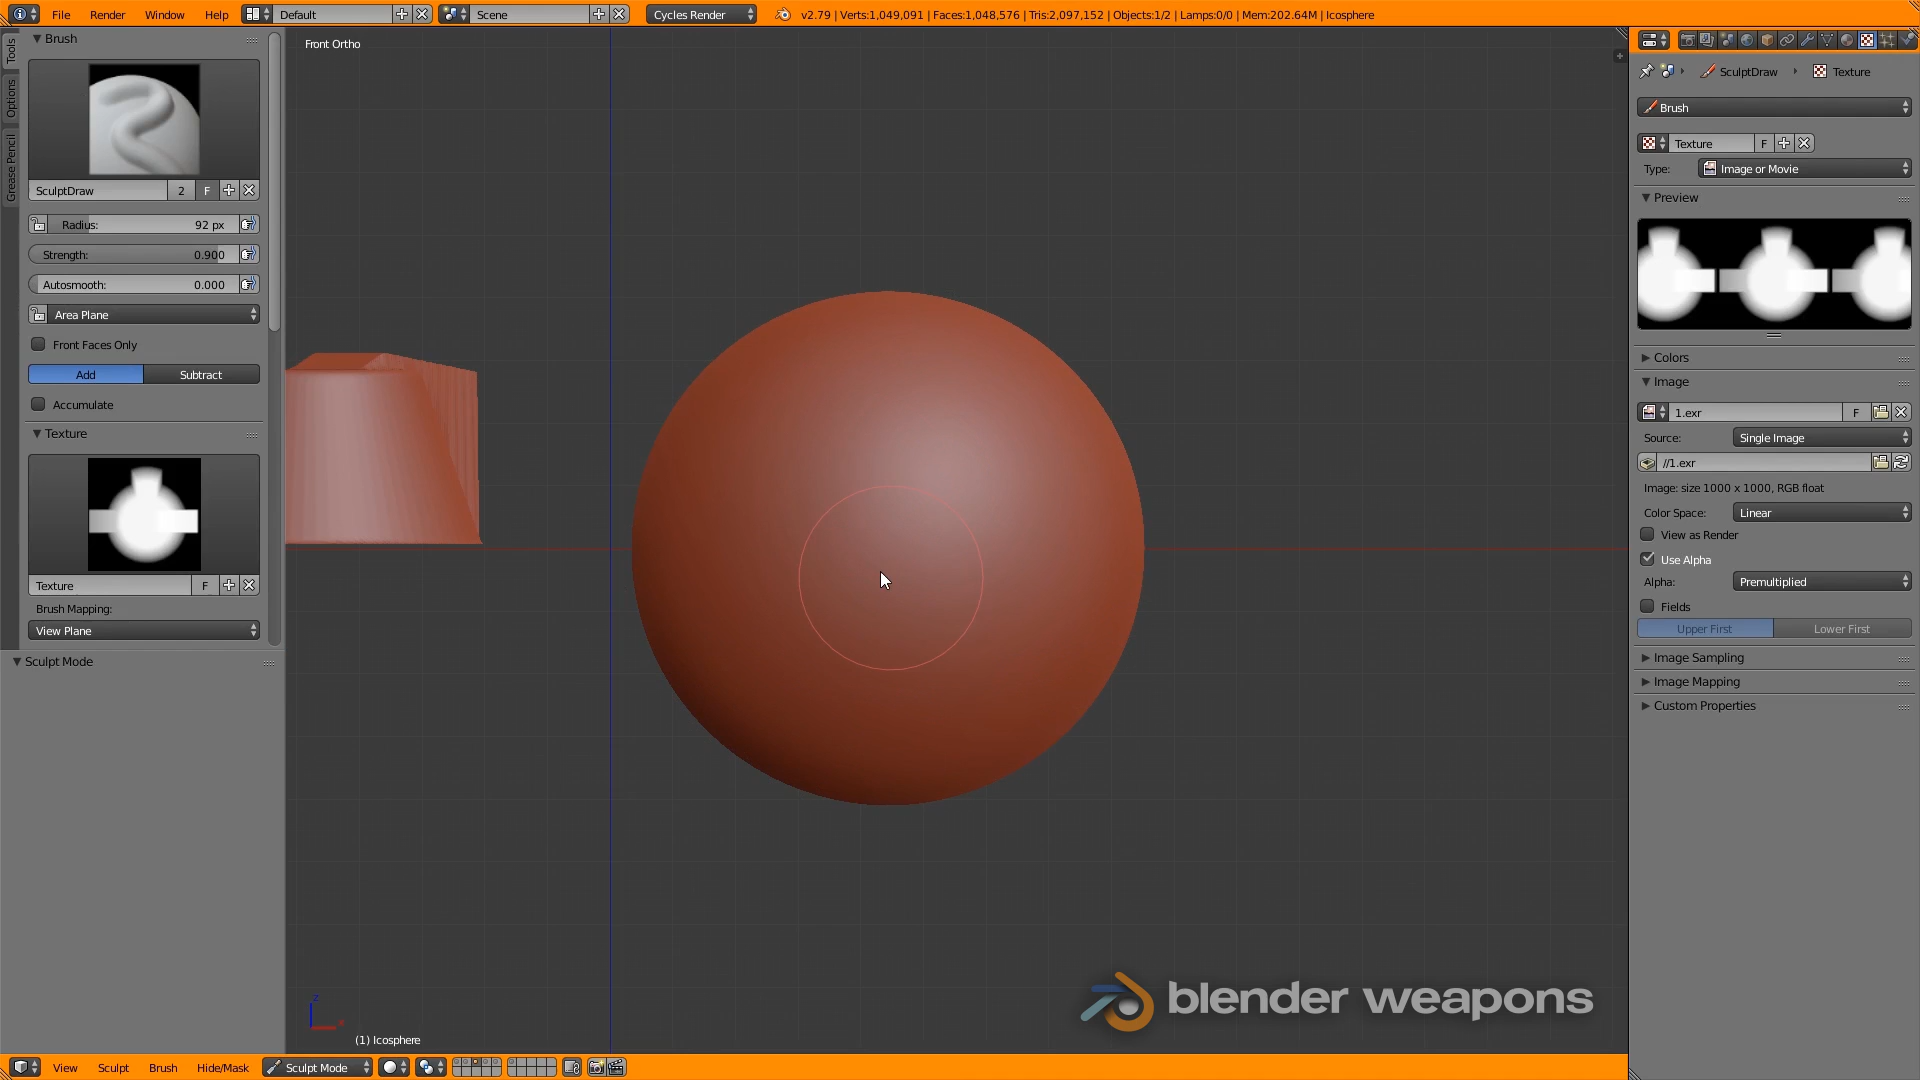 File Render Window Help Default Scene Cycles Render v2.79 | Verts:1,049,091 | Faces:1,048,576 | Tris:2,097,152 | Objects:1/2 | Lamps:0/0 | Mem:202.64M | Icosphere
Tools
Options
Grease Pencil
Brush
SculptDraw 2 F
Radius: 92 px
Strength: 0.900
Autosmooth: 0.000
Area Plane
Front Faces Only
Add Subtract
Accumulate
Texture
Texture F
Brush Mapping:
View Plane
Sculpt Mode
Front Ortho
z
x
(1) Icosphere
blender weapons
SculptDraw Texture
Brush
Texture F
Type: Image or Movie
Preview
Colors
Image
1.exr F
Source: Single Image
//1.exr
Image: size 1000 x 1000, RGB float
Color Space: Linear
View as Render
Use Alpha
Alpha: Premultiplied
Fields
Upper First Lower First
Image Sampling
Image Mapping
Custom Properties
View Sculpt Brush Hide/Mask Sculpt Mode